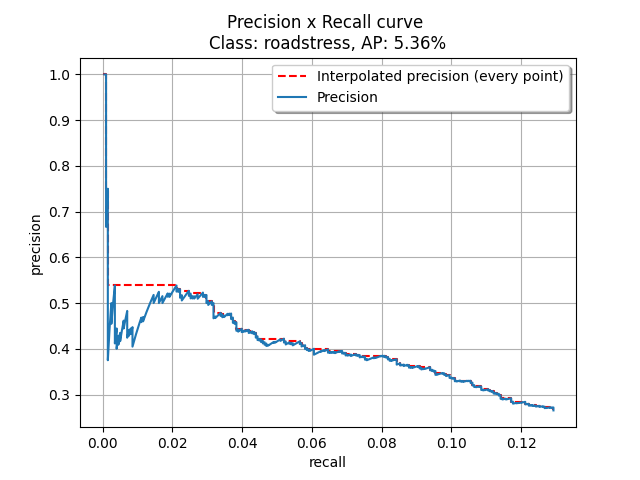 Precision x Recall curve
Class: roadstress, AP: 5.36%
Interpolated precision (every point)
Precision
1.0
0.9
0.8
0.7
0.6
0.5
0.4
0.3
precision
0.00 0.02 0.04 0.06 0.08 0.10 0.12
recall